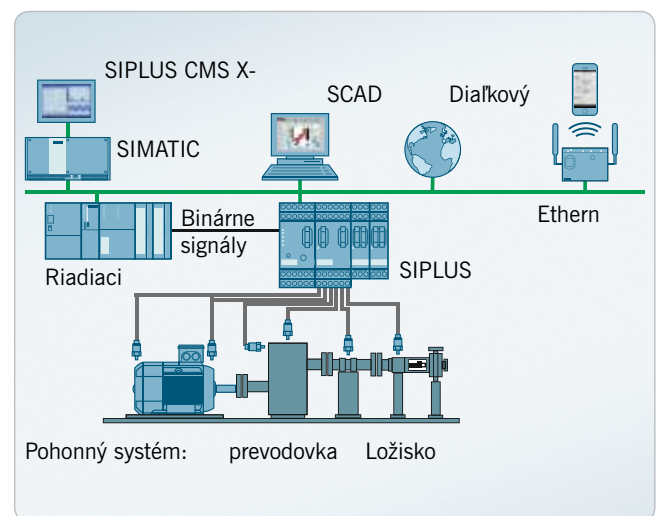 SIPLUS CMS X-
SCAD
Diaľkový
SIMATIC
Ethern
Binárne
signály
Riadiaci
SIPLUS
Pohonný systém: prevodovka Ložisko